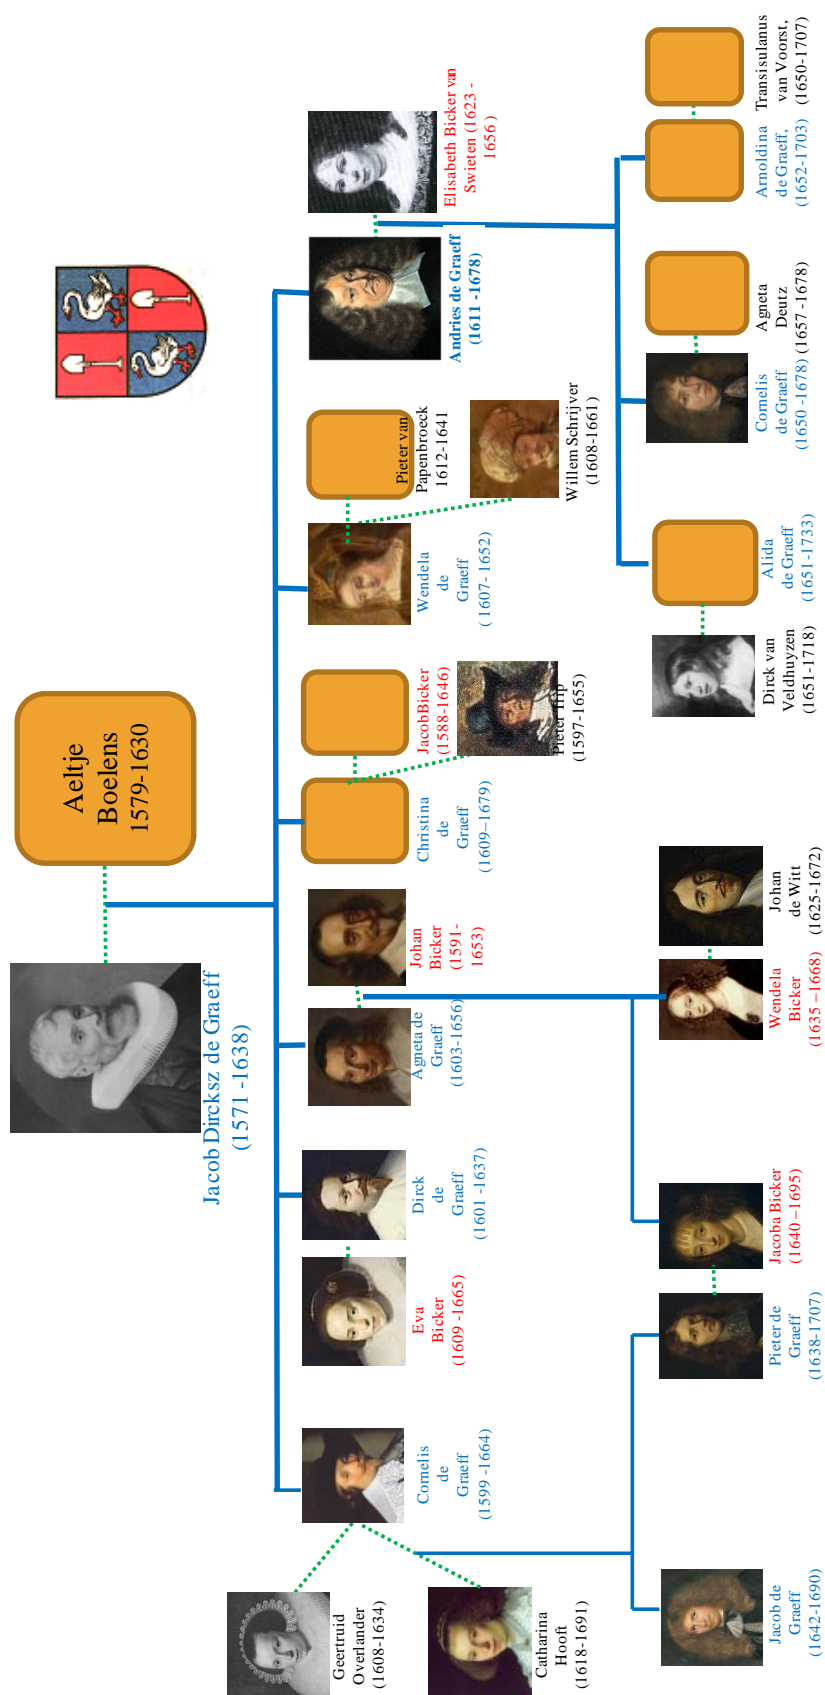 Aeltje
Boelens
1579-1630
Jacob Dircksz de Graeff
(1571 -1638)
Geertruid
Overlander
(1608-1634)
Catharina
Hooft
(1618-1691)
Cornelis
de
Graeff
(1599 -1664)
Eva
Bicker
(1609 -1665)
Dirck
de
Graeff
(1601 -1637)
Agneta de
Graeff
(1603-1656)
Johan
Bicker
(1591-
1653)
Christina
de
Graeff
(1609–1679)
JacobBicker
(1588-1646)
Pieter Trip
(1597-1655)
Wendela
de
Graeff
( 1607- 1652)
Pieter van
Papenbroeck
1612-1641
Willem Schrijver
(1608-1661)
Andries de Graeff
(1611 -1678)
Elisabeth Bicker van
Swieten (1623 -
1656)
Jacob de
Graeff
(1642-1690)
Pieter de
Graeff
(1638-1707)
Jacoba Bicker
(1640 –1695)
Wendela
Bicker
(1635 –1668)
Johan
de Witt
(1625-1672)
Dirck van
Veldhuyzen
(1651-1718)
Alida
de Graeff
(1651-1733)
Cornelis
de Graeff
(1650 -1678)
Agneta
Deutz
(1657 -1678)
Arnoldina
de Graeff,
(1652-1703)
Transisulanus
van Voorst,
(1650-1707)